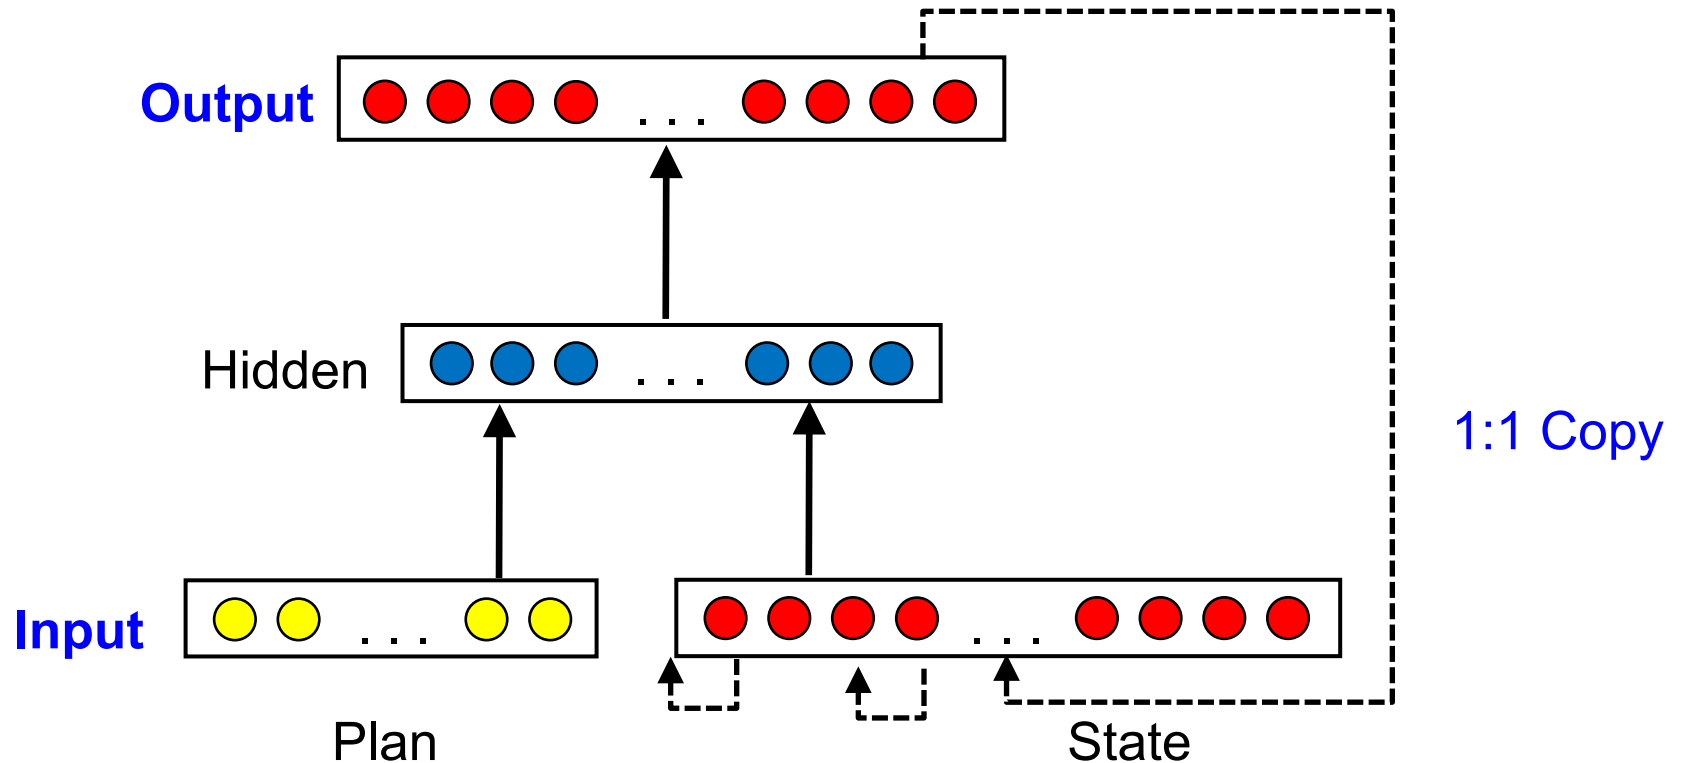 Output
. . .
Hidden
. . .
1:1 Copy
Input
. . .
. . .
Plan
State